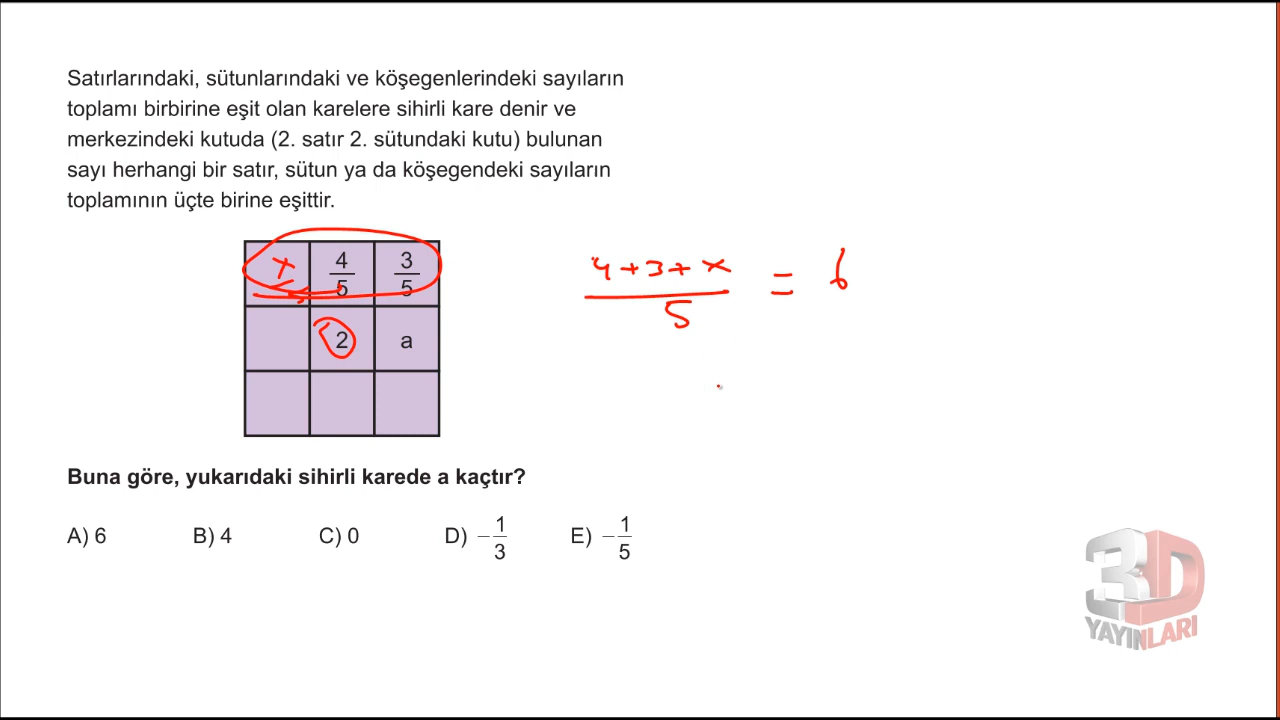 Satırlarındaki, sütunlarındaki ve köşegenlerindeki sayıların
toplamı birbirine eşit olan karelere sihirli kare denir ve
merkezindeki kutuda (2. satır 2. sütundaki kutu) bulunan
sayı herhangi bir satır, sütun ya da köşegendeki sayıların
toplamının üçte birine eşittir.
x/5 4/5 3/5
2 a
4+3+x/5 = 6
Buna göre, yukarıdaki sihirli karede a kaçtır?
A) 6 B) 4 C) 0 D) -1/3 E) -1/5
3D
YAYINLARI